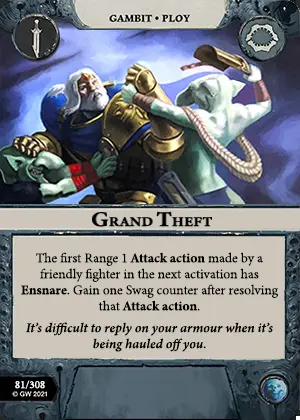 GAMBIT • PLOY
GRAND THEFT
The first Range 1 Attack action made by a
friendly fighter in the next activation has
Ensnare. Gain one Swag counter after resolving
that Attack action.
It's difficult to reply on your armour when it's
being hauled off you.
81/308
© GW 2021